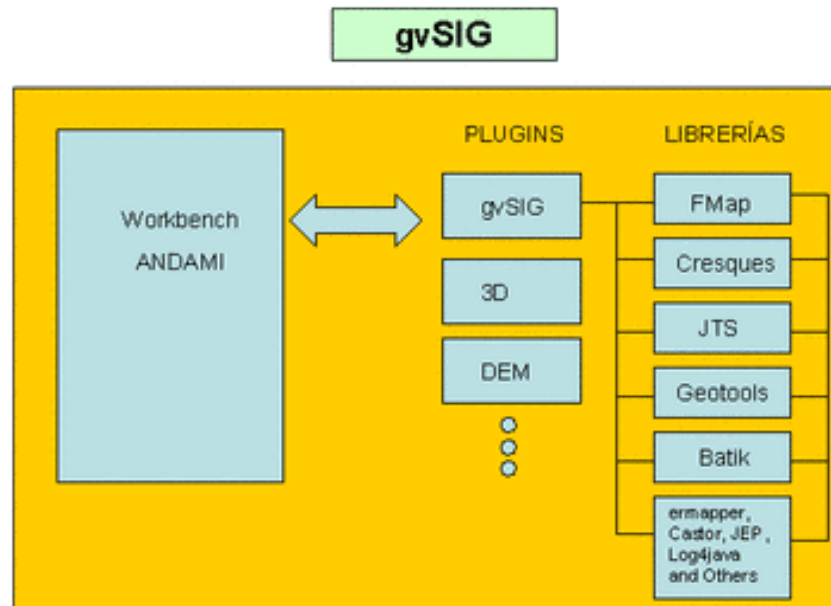 gvSIG
Workbench
ANDAMI
PLUGINS
gvSIG
3D
DEM
LIBRERÍAS
FMap
Cresques
JTS
Geotools
Batik
ermapper,
Castor, JEP ,
Log4java
and Others